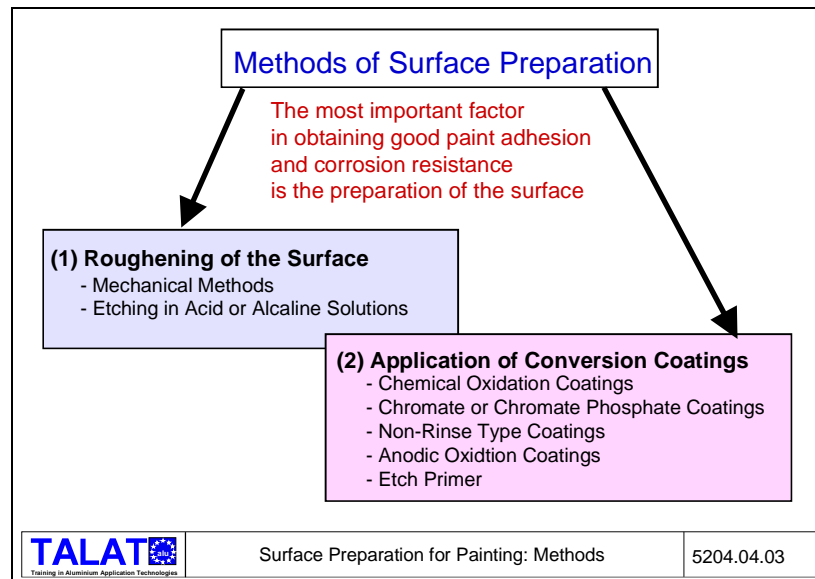 Methods of Surface Preparation
The most important factor
in obtaining good paint adhesion
and corrosion resistance
is the preparation of the surface
(1) Roughening of the Surface
- Mechanical Methods
- Etching in Acid or Alcaline Solutions
(2) Application of Conversion Coatings
- Chemical Oxidation Coatings
- Chromate or Chromate Phosphate Coatings
- Non-Rinse Type Coatings
- Anodic Oxidtion Coatings
- Etch Primer
TALAT
alu
Training in Aluminium Application Technologies
Surface Preparation for Painting: Methods
5204.04.03